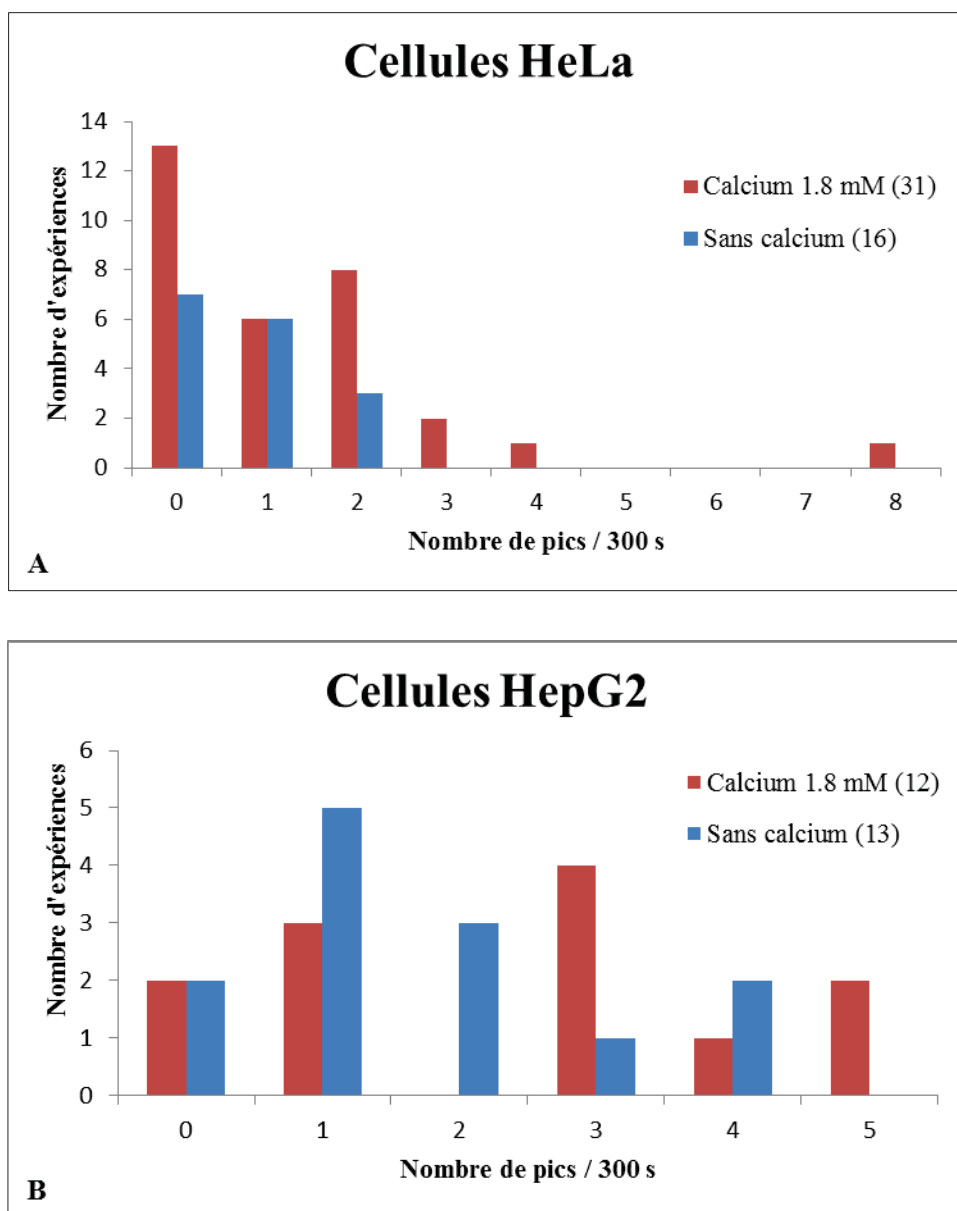 Cellules HeLa
Nombre d'expériences
14
12
10
8
6
4
2
0
Calcium 1.8 mM (31)
Sans calcium (16)
0 1 2 3 4 5 6 7 8
Nombre de pics / 300 s
A
Cellules HepG2
Nombre d'expériences
6
5
4
3
2
1
0
Calcium 1.8 mM (12)
Sans calcium (13)
0 1 2 3 4 5
Nombre de pics / 300 s
B